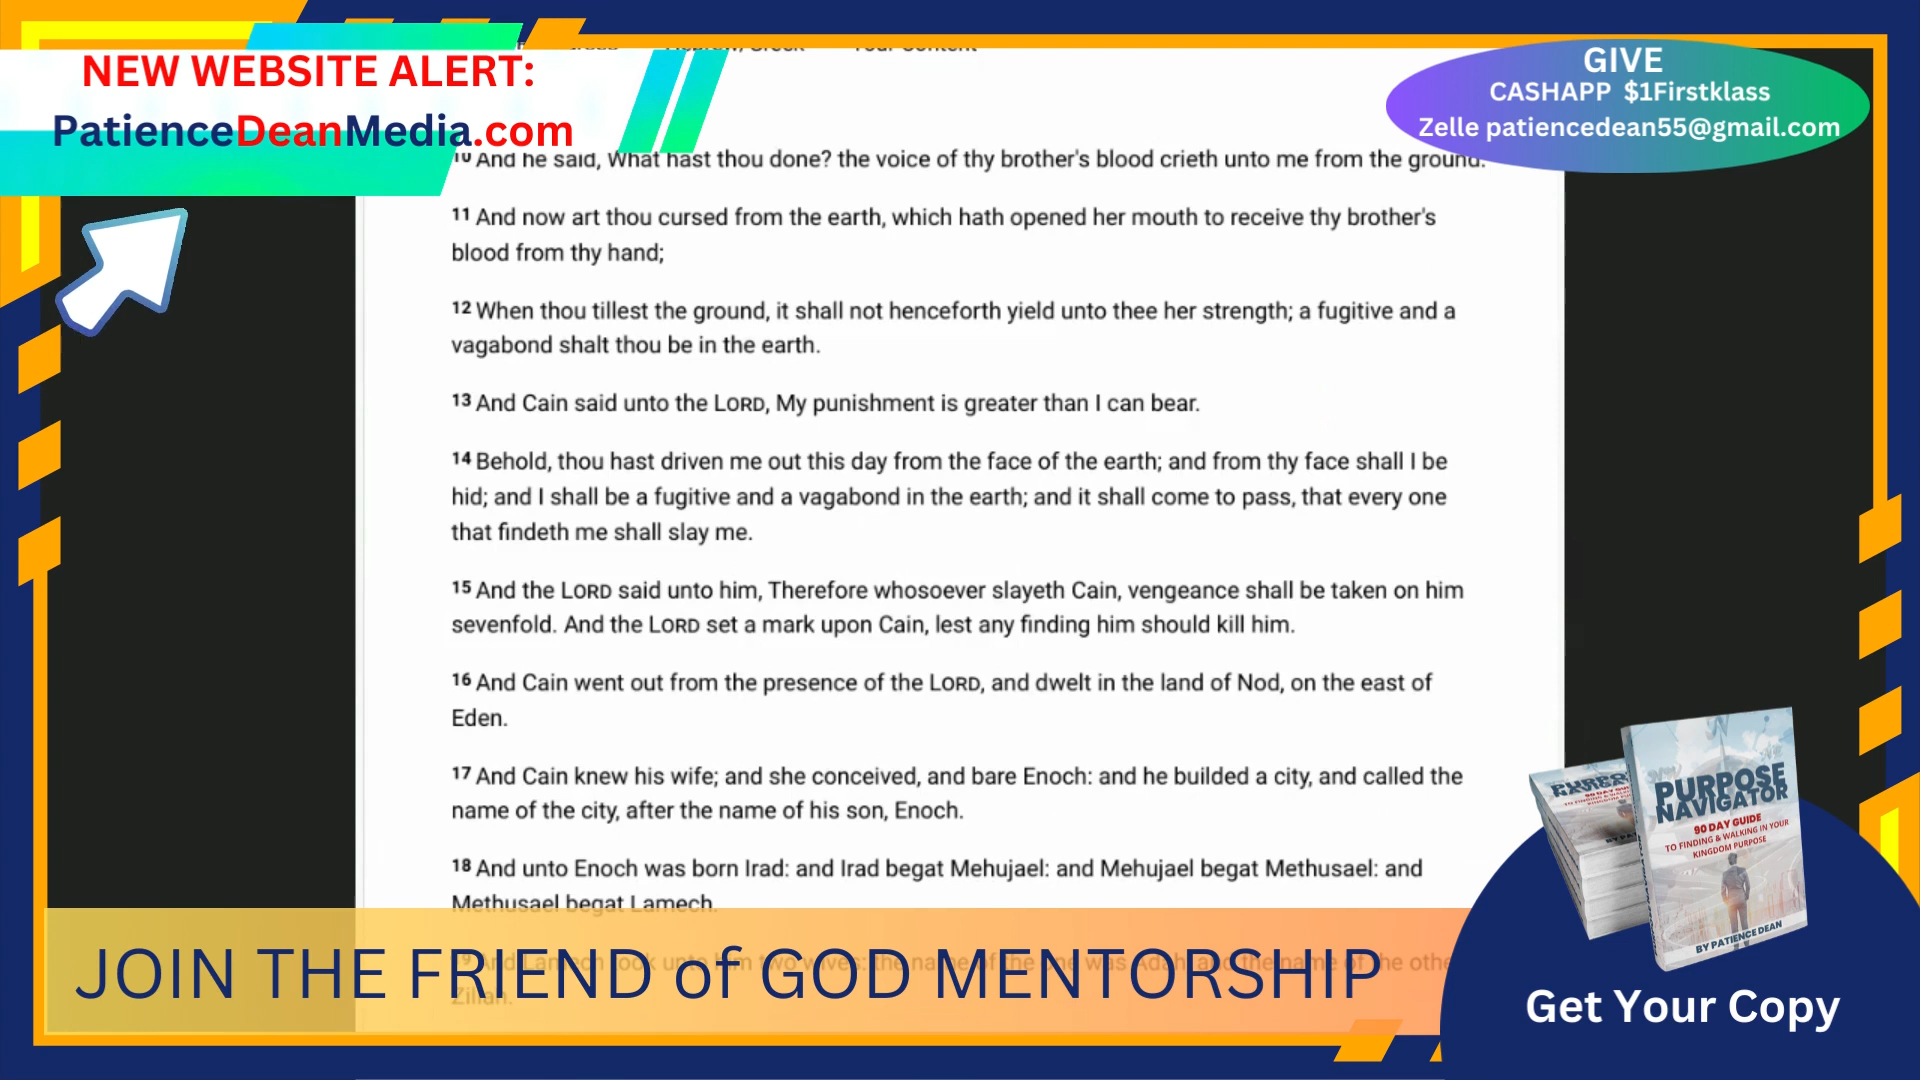 Hebrew/Greek Your Content
NEW WEBSITE ALERT:
PatienceDeanMedia.com
GIVE
CASHAPP $1Firstklass
Zelle patiencedean55@gmail.com
10 And he said, What hast thou done? the voice of thy brother's blood crieth unto me from the ground.
11 And now art thou cursed from the earth, which hath opened her mouth to receive thy brother's
blood from thy hand;
12 When thou tillest the ground, it shall not henceforth yield unto thee her strength; a fugitive and a
vagabond shalt thou be in the earth.
13 And Cain said unto the LORD, My punishment is greater than I can bear.
14 Behold, thou hast driven me out this day from the face of the earth; and from thy face shall I be
hid; and I shall be a fugitive and a vagabond in the earth; and it shall come to pass, that every one
that findeth me shall slay me.
15 And the LORD said unto him, Therefore whosoever slayeth Cain, vengeance shall be taken on him
sevenfold. And the LORD set a mark upon Cain, lest any finding him should kill him.
16 And Cain went out from the presence of the LORD, and dwelt in the land of Nod, on the east of
Eden.
17 And Cain knew his wife; and she conceived, and bare Enoch: and he builded a city, and called the
name of the city, after the name of his son, Enoch.
18 And unto Enoch was born Irad: and Irad begat Mehujael: and Mehujael begat Methusael: and
Methusael begat Lamech.
JOIN THE FRIEND of GOD MENTORSHIP
PURPOSE
NAVIGATOR
90 DAY GUIDE
TO FINDING & WALKING IN YOUR
KINGDOM PURPOSE
BY PATIENCE DEAN
Get Your Copy